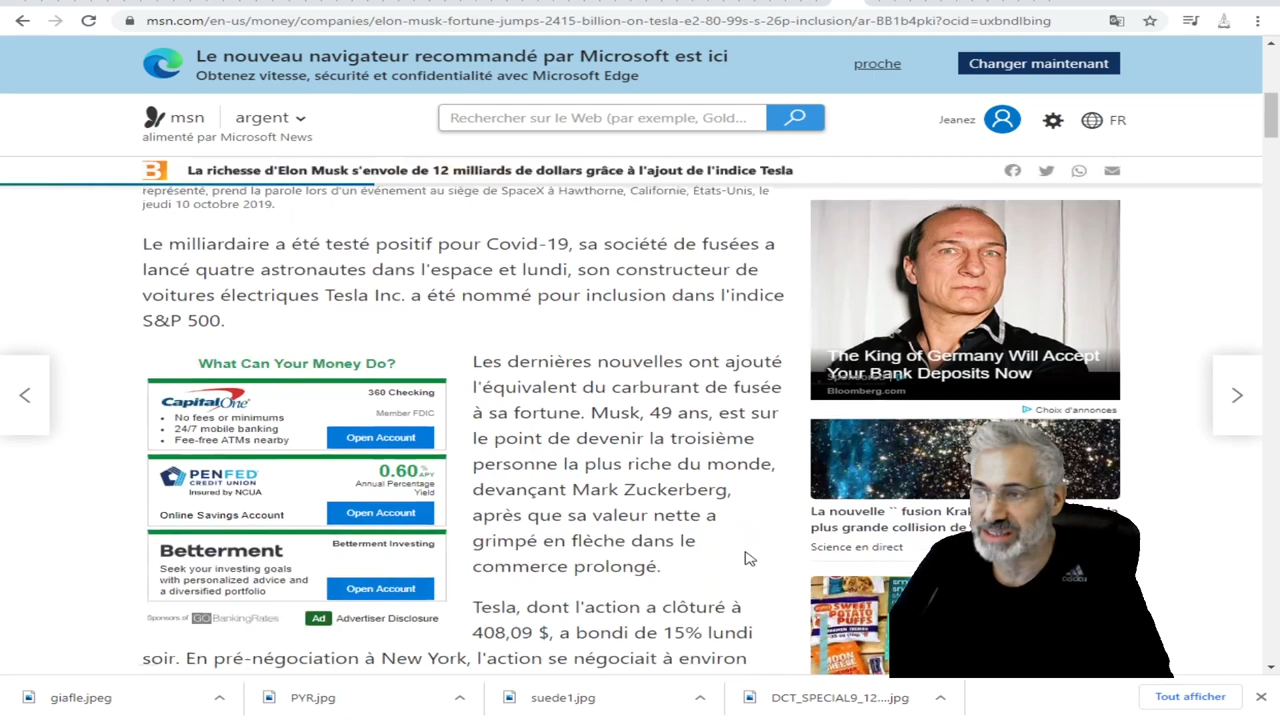 msn.com/en-us/money/companies/elon-musk-fortune-jumps-2415-billion-on-tesla-e2-80-99s-s-26p-inclusion/ar-BB1b4pki?ocid=uxbndlbing
Le nouveau navigateur recommandé par Microsoft est ici
Obtenez vitesse, sécurité et confidentialité avec Microsoft Edge
proche
Changer maintenant
msn
argent
alimenté par Microsoft News
Rechercher sur le Web (par exemple, Gold...
Jeanez
FR
La richesse d'Elon Musk s'envole de 12 milliards de dollars grâce à l'ajout de l'indice Tesla
représenté, prend la parole lors d'un événement au siège de SpaceX à Hawthorne, Californie, États-Unis, le
jeudi 10 octobre 2019.
Le milliardaire a été testé positif pour Covid-19, sa société de fusées a
lancé quatre astronautes dans l'espace et lundi, son constructeur de
voitures électriques Tesla Inc. a été nommé pour inclusion dans l'indice
S&P 500.
What Can Your Money Do?
Capital One
360 Checking
Member FDIC
• No fees or minimums
• 24/7 mobile banking
• Fee-free ATMs nearby
Open Account
PENFED
CREDIT UNION
Insured by NCUA
0.60% APY
Annual Percentage
Yield
Online Savings Account
Open Account
Betterment
Betterment Investing
Seek your investing goals
with personalized advice and
a diversified portfolio
Open Account
Sponsors of GOBankingRates
Ad Advertiser Disclosure
Les dernières nouvelles ont ajouté
l'équivalent du carburant de fusée
à sa fortune. Musk, 49 ans, est sur
le point de devenir la troisième
personne la plus riche du monde,
devançant Mark Zuckerberg,
après que sa valeur nette a
grimpé en flèche dans le
commerce prolongé.
Tesla, dont l'action a clôturé à
408,09 $, a bondi de 15% lundi
soir. En pré-négociation à New York, l'action se négociait à environ
The King of Germany Will Accept
Your Bank Deposits Now
Bloomberg.com
Choix d'annonces
La nouvelle `` fusion
plus grande collision de
Science en direct
SWEET
POTATO
PUFFS
MOON
CHEESE
adidas
giafle.jpeg
PYR.jpg
suede1.jpg
DCT_SPECIAL9_12....jpg
Tout afficher